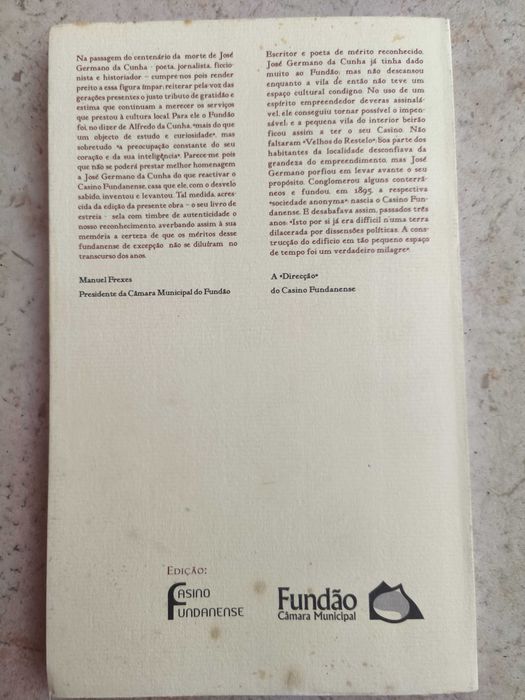 Na passagem do centenário da morte de José
Germano da Cunha - poeta, jornalista, ficio-
nista e historiador - cumpre-nos pois render
preito a essa figura ímpar; reiterar pela voz das
gerações presentes o justo tributo de gratidão e
estima que continuam a merecer os serviços
que prestou à cultura local. Para ele o Fundão
foi, no dizer de Alfredo da Cunha, «mais do que
um objecto de estudo e curiosidade», mas
sobretudo «a preocupação constante do seu
coração e da sua inteligência». Parece-me pois
que não se poderá prestar melhor homenagem
a José Germano da Cunha do que reactivar o
Casino Fundanense, casa que ele, com o desvelo
sabido, inventou e levantou. Tal medida, acres-
cida da edição da presente obra - o seu livro de
estreia - sela com timbre de autenticidade o
nosso reconhecimento, averbando assim à sua
memória a certeza de que os méritos desse
fundanense de excepção não se diluíram no
transcurso dos anos.
Manuel Frexes
Presidente da Câmara Municipal do Fundão
Escritor e poeta de mérito reconhecido,
José Germano da Cunha já tinha dado
muito ao Fundão; mas não descansou
enquanto a vila de então não teve um
espaço cultural condigno. No uso de um
espírito empreendedor deveras assinalá-
vel, ele conseguiu tornar possível o impen-
sável: e a pequena vila do interior beirão
ficou assim a ter o seu Casino. Não
faltaram «Velhos do Restelo»; boa parte dos
habitantes da localidade desconfiava da
grandeza do empreendimento, mas José
Germano porfiou em levar avante o seu
propósito. Conglomerou alguns conterrâ-
neos e fundou, em 1895, a respectiva
«sociedade anonyma»: nascia o Casino Fun-
danense. E desabafava assim, passados três
anos: «Isto por si já era difficil n'uma terra
dilacerada por dissensões políticas. A cons-
trucção do edificio em tão pequeno espaço
de tempo foi um verdadeiro milagre».
A «Direcção»
do Casino Fundanense
Edição:
Casino
Fundanense
Fundão
Câmara Municipal